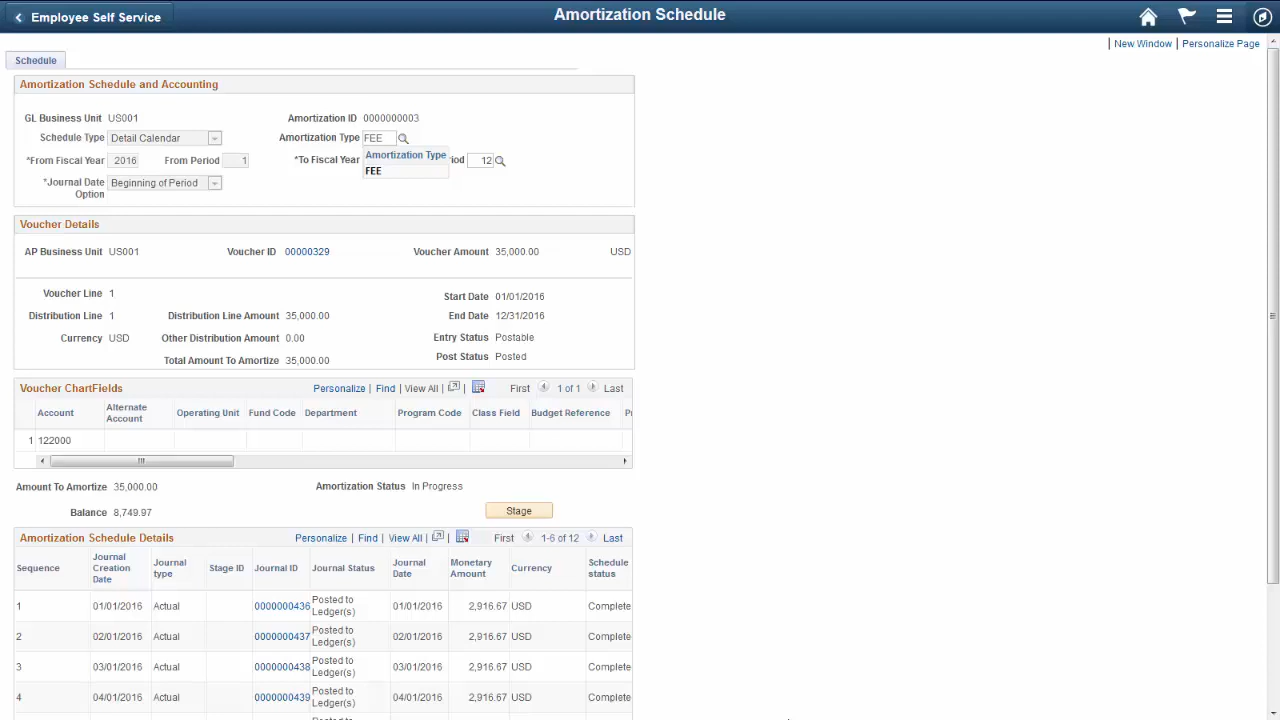 Employee Self Service
Amortization Schedule
New Window | Personalize Page
Schedule
Amortization Schedule and Accounting
GL Business Unit US001 Amortization ID 0000000003
Schedule Type Detail Calendar Amortization Type FEE
Amortization Type
*From Fiscal Year 2016 From Period 1 *To Fiscal Year 12
FEE
*Journal Date Option Beginning of Period
Voucher Details
AP Business Unit US001 Voucher ID 00000329 Voucher Amount 35,000.00 USD
Voucher Line 1 Start Date 01/01/2016
Distribution Line 1 Distribution Line Amount 35,000.00 End Date 12/31/2016
Currency USD Other Distribution Amount 0.00 Entry Status Postable
Total Amount To Amortize 35,000.00 Post Status Posted
Voucher ChartFields Personalize | Find | View All | First 1 of 1 Last
Account Alternate Account Operating Unit Fund Code Department Program Code Class Field Budget Reference
1 122000
Amount To Amortize 35,000.00 Amortization Status In Progress
Balance 8,749.97 Stage
Amortization Schedule Details Personalize | Find | View All | First 1-6 of 12 Last
Sequence Journal Creation Date Journal type Stage ID Journal ID Journal Status Journal Date Monetary Amount Currency Schedule status
1 01/01/2016 Actual 0000000436 Posted to Ledger(s) 01/01/2016 2,916.67 USD Complete
2 02/01/2016 Actual 0000000437 Posted to Ledger(s) 02/01/2016 2,916.67 USD Complete
3 03/01/2016 Actual 0000000438 Posted to Ledger(s) 03/01/2016 2,916.67 USD Complete
4 04/01/2016 Actual 0000000439 Posted to Ledger(s) 04/01/2016 2,916.67 USD Complete